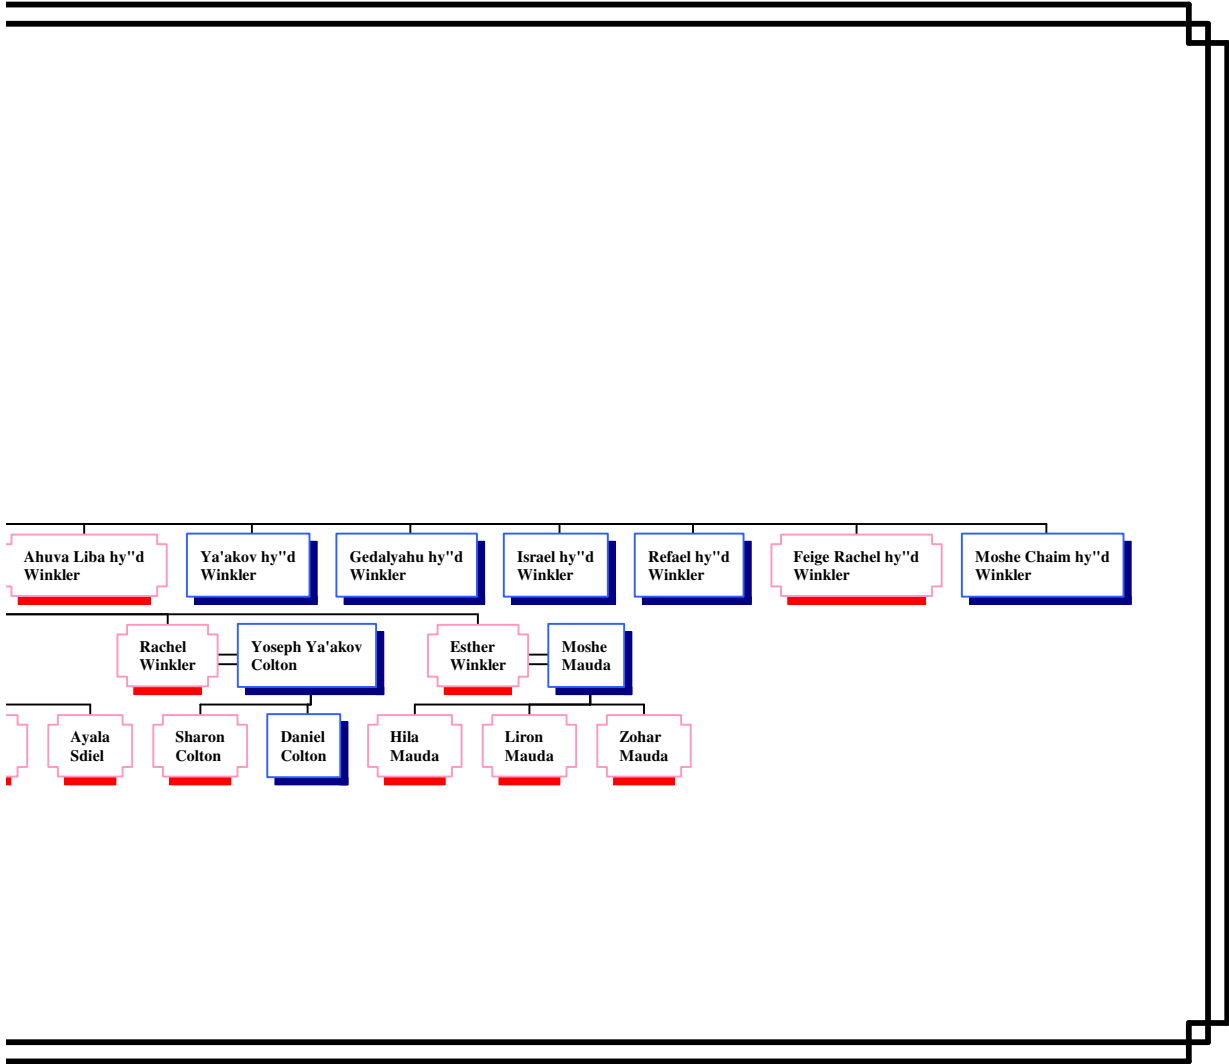 Ahuva Liba hy"d
Winkler
Ya'akov hy"d
Winkler
Gedalyahu hy"d
Winkler
Israel hy"d
Winkler
Refael hy"d
Winkler
Feige Rachel hy"d
Winkler
Moshe Chaim hy"d
Winkler
Rachel
Winkler
Yoseph Ya'akov
Colton
Esther
Winkler
Moshe
Mauda
Ayala
Sdiel
Sharon
Colton
Daniel
Colton
Hila
Mauda
Liron
Mauda
Zohar
Mauda